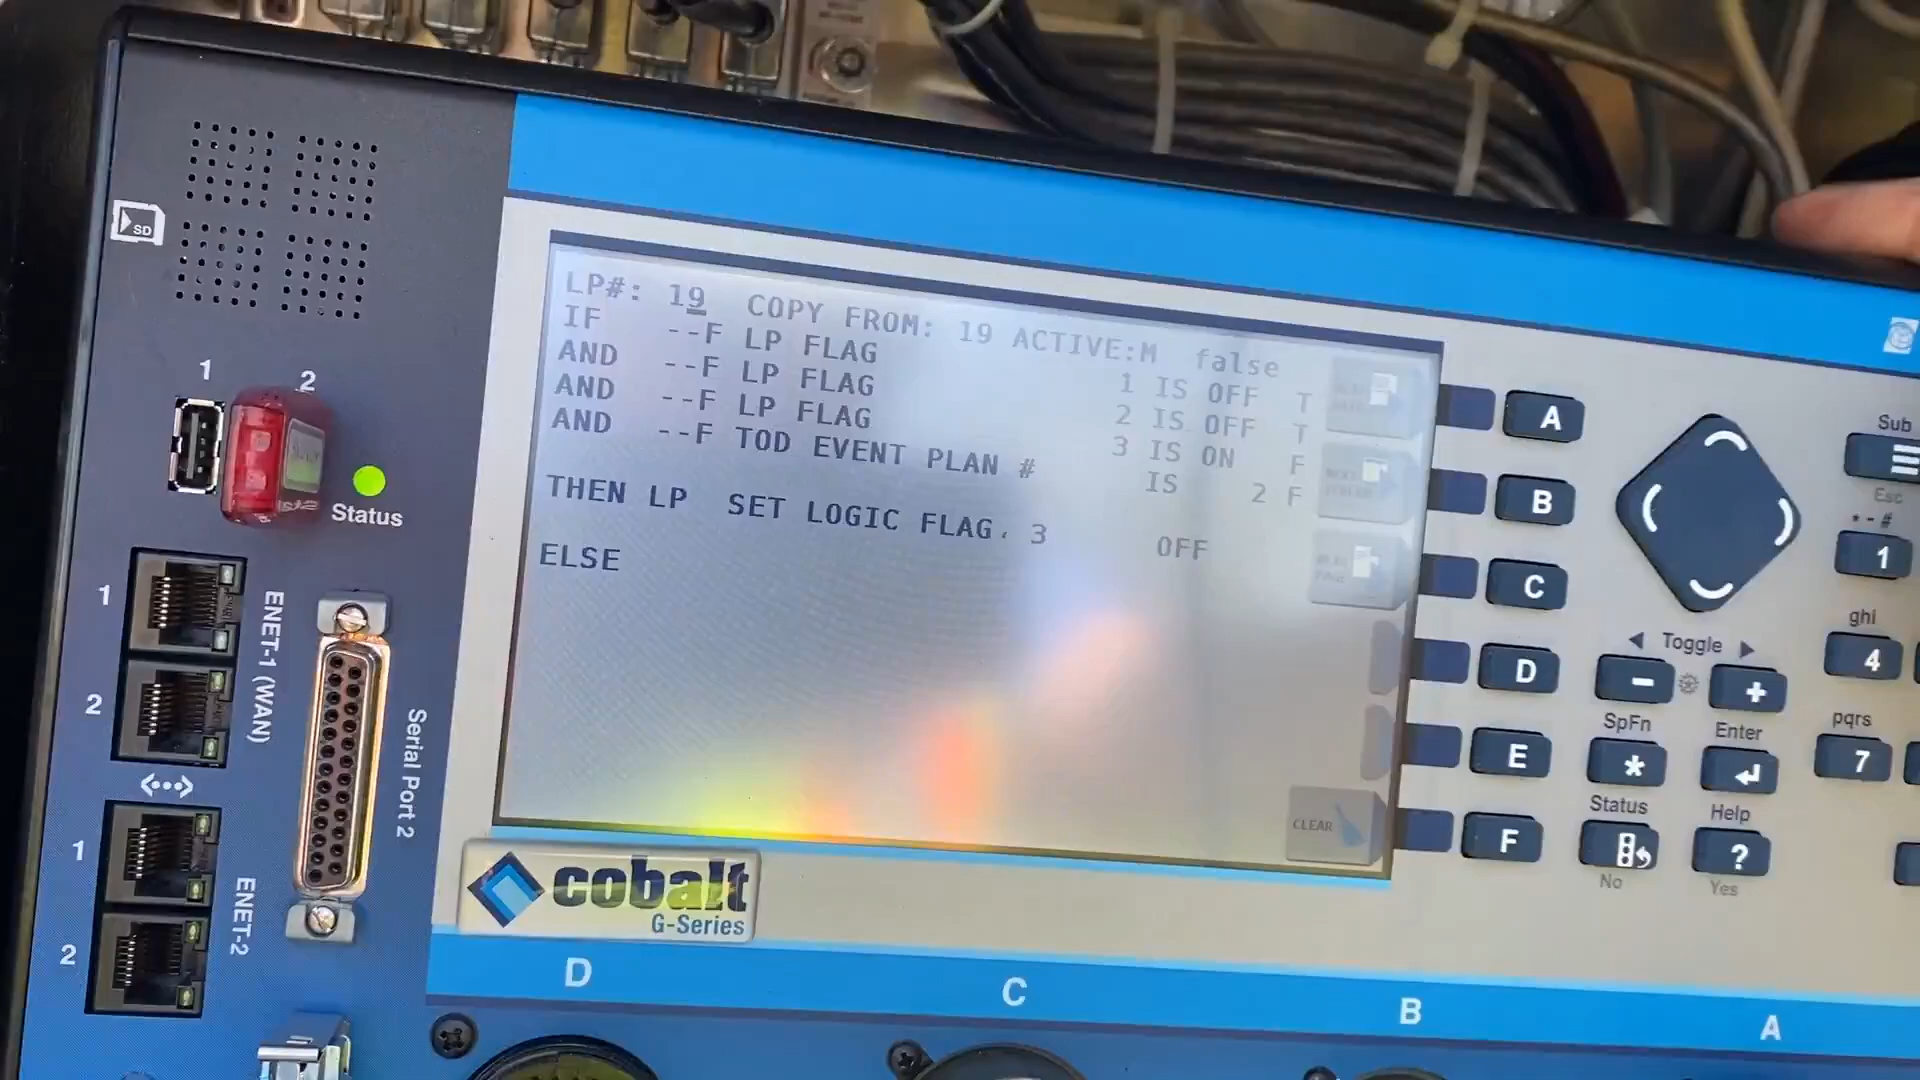 LP#: 19 COPY FROM: 19 ACTIVE:M false
IF --F LP FLAG 1 IS OFF T
AND --F LP FLAG 2 IS OFF T
AND --F LP FLAG 3 IS ON F
AND --F TOD EVENT PLAN # IS 2 F
THEN LP SET LOGIC FLAG 3 OFF
ELSE
CLEAR
SD
1
2
Status
1
2
ENET-1 (WAN)
1
2
ENET-2
Serial Port 2
cobalt
G-Series
D
C
B
A
A
B
C
D
E
F
Toggle
-
+
SpFn
*
Enter
Status
No
Help
?
Yes
Sub
Esc
*-#
1
ghi
4
pqrs
7